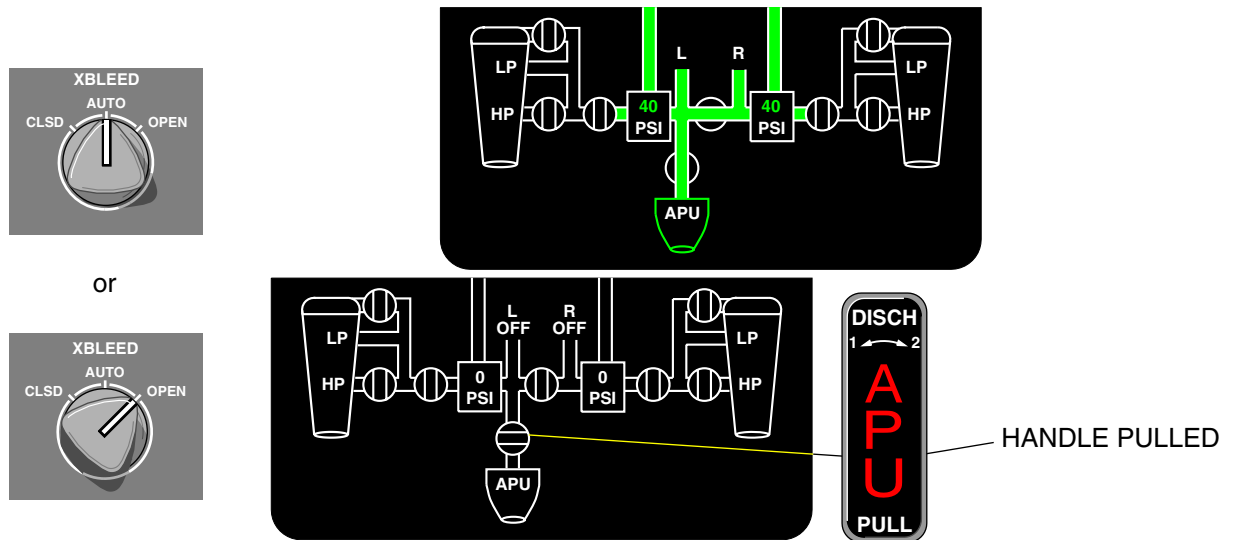 XBLEED
AUTO
CLSD OPEN
L R
LP LP
40 40
HP HP
PSI PSI
APU
or
XBLEED
AUTO
CLSD OPEN
L R
OFF OFF
LP LP
0 0
HP HP
PSI PSI
APU
DISCH
1 2
APU
PULL
HANDLE PULLED